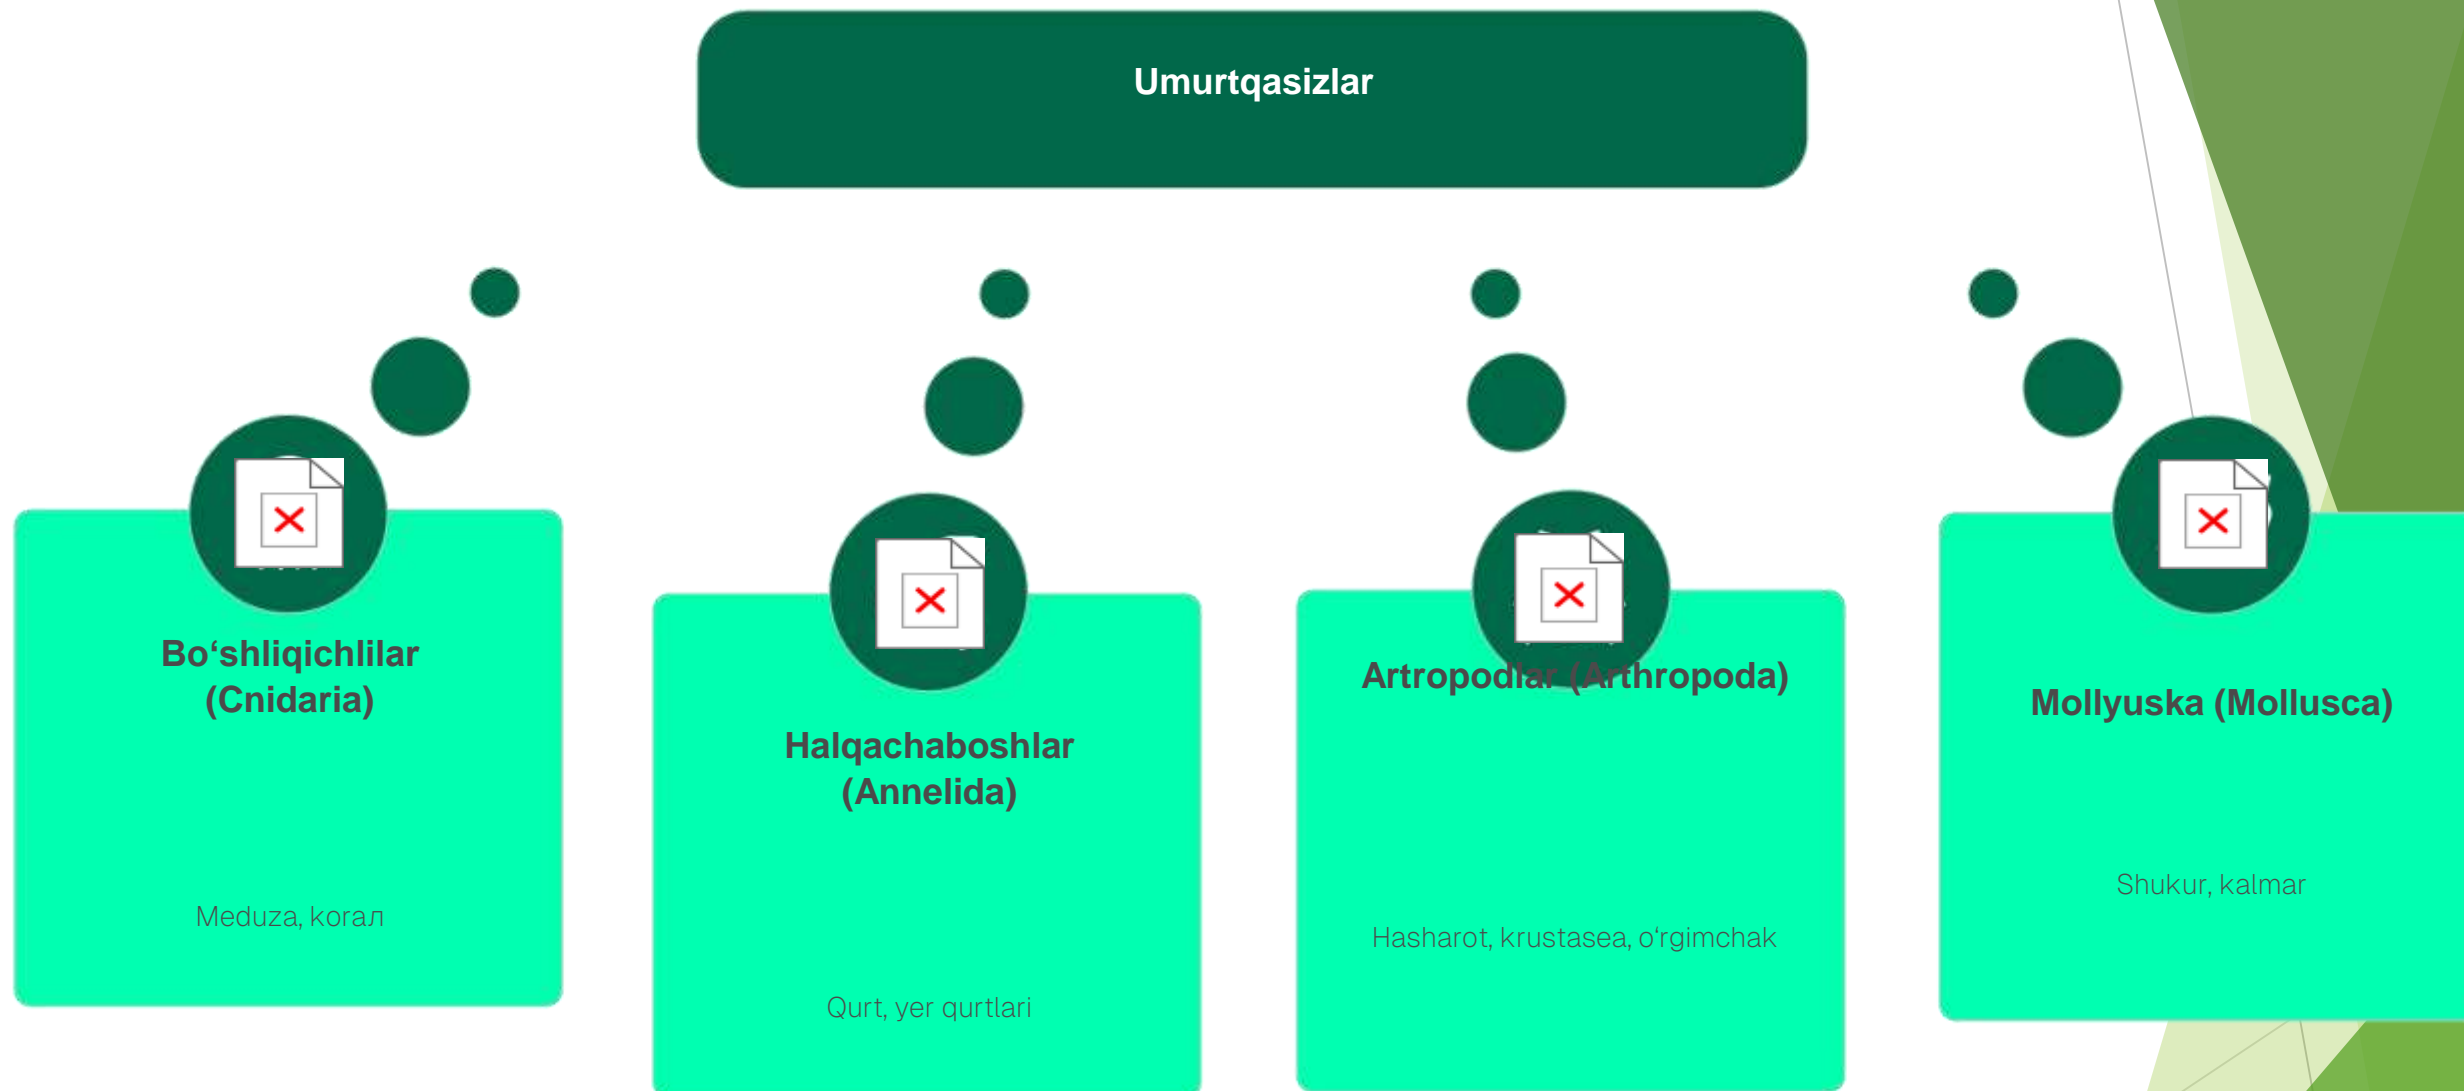 Umurtqasizlar
Bo‘shliqichlilar
(Cnidaria)
Meduza, koraл
Halqachaboshlar
(Annelida)
Qurt, yer qurtlari
Artropodlar (Arthropoda)
Hasharot, krustasea, o‘rgimchak
Mollyuska (Mollusca)
Shukur, kalmar